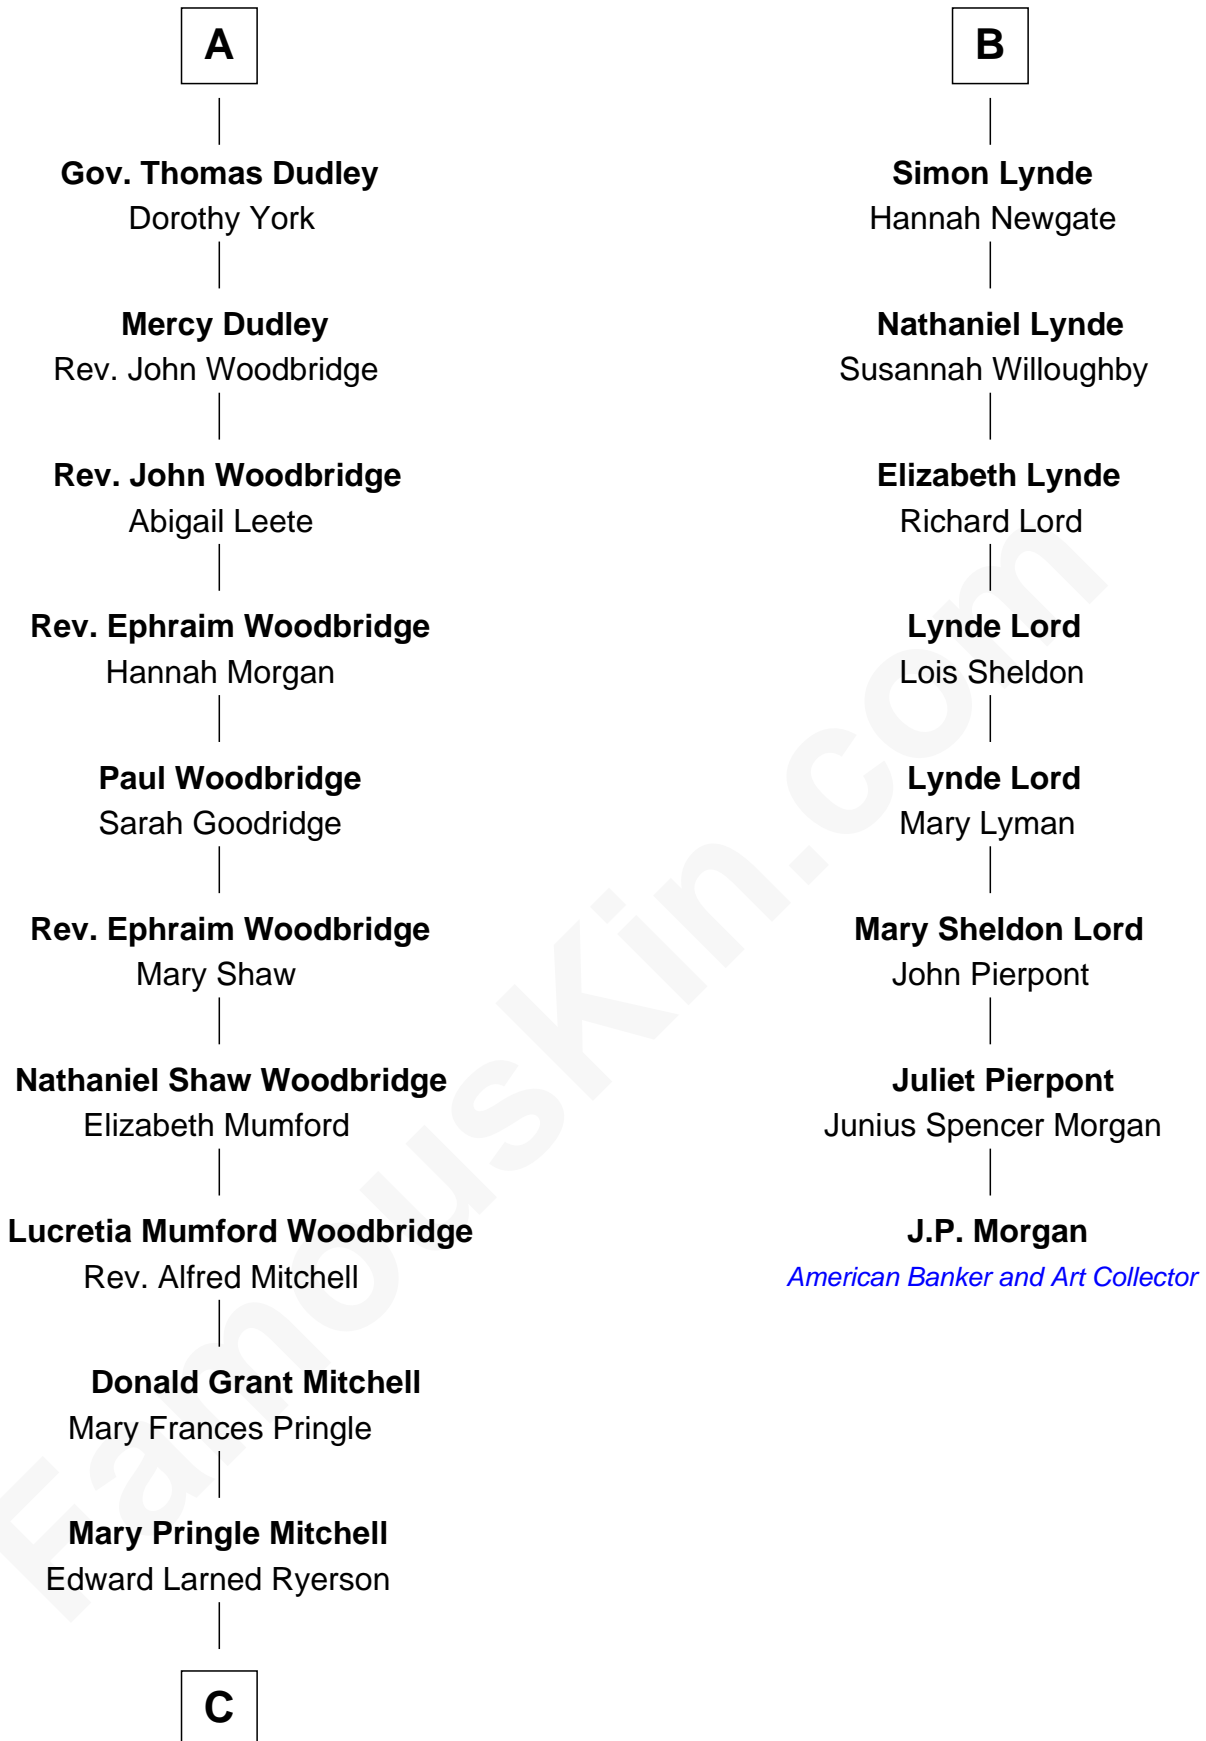 A
Gov. Thomas Dudley
Dorothy York
Mercy Dudley
Rev. John Woodbridge
Rev. John Woodbridge
Abigail Leete
Rev. Ephraim Woodbridge
Hannah Morgan
Paul Woodbridge
Sarah Goodridge
Rev. Ephraim Woodbridge
Mary Shaw
Nathaniel Shaw Woodbridge
Elizabeth Mumford
Lucretia Mumford Woodbridge
Rev. Alfred Mitchell
Donald Grant Mitchell
Mary Frances Pringle
Mary Pringle Mitchell
Edward Larned Ryerson
C
B
Simon Lynde
Hannah Newgate
Nathaniel Lynde
Susannah Willoughby
Elizabeth Lynde
Richard Lord
Lynde Lord
Lois Sheldon
Lynde Lord
Mary Lyman
Mary Sheldon Lord
John Pierpont
Juliet Pierpont
Junius Spencer Morgan
J.P. Morgan
American Banker and Art Collector
FamousKin.com